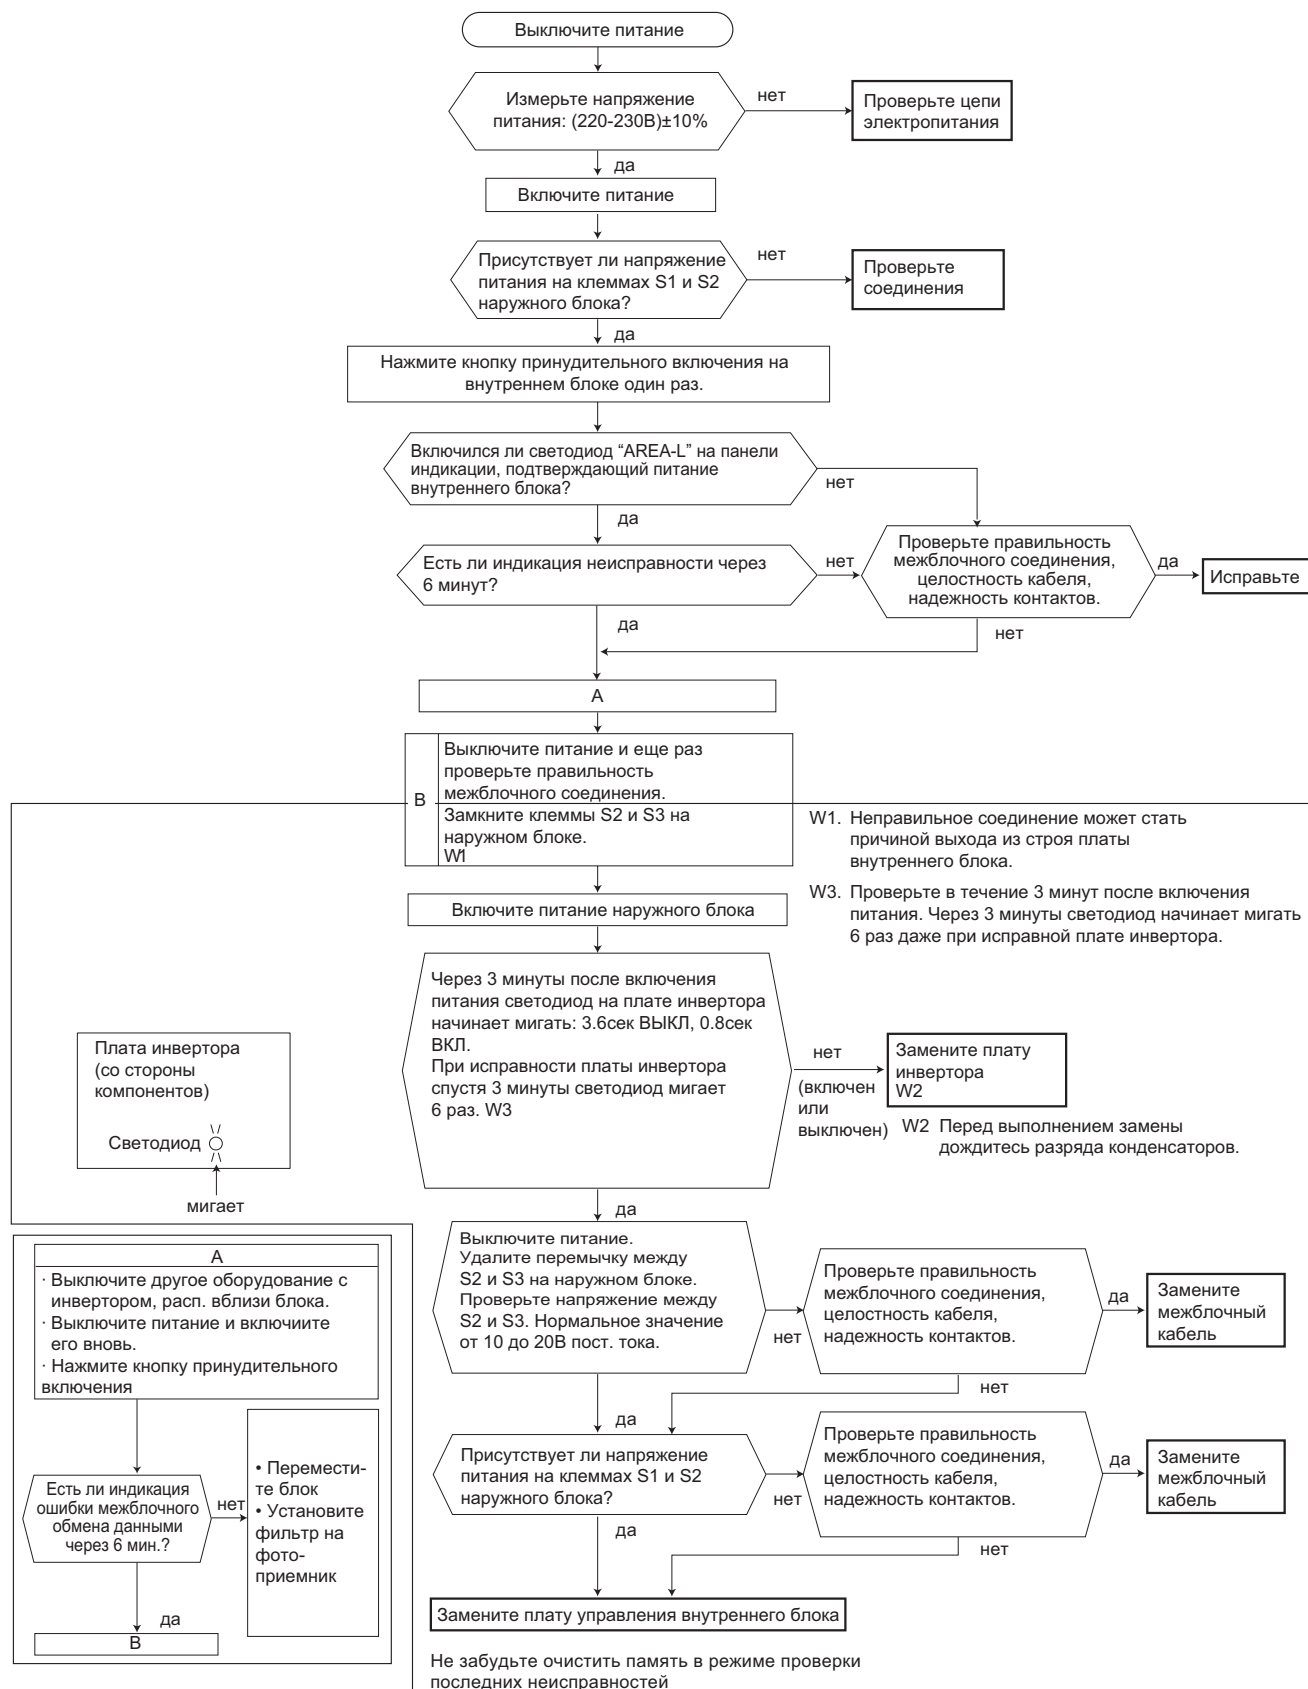 Выключите питание
Измерьте напряжение
питания: (220-230В)±10%
нет
Проверьте цепи
электропитания
да
Включите питание
Присутствует ли напряжение
питания на клеммах S1 и S2
наружного блока?
нет
Проверьте
соединения
да
Нажмите кнопку принудительного включения на
внутреннем блоке один раз.
Включился ли светодиод “AREA-L” на панели
индикации, подтверждающий питание
внутреннего блока?
нет
да
Есть ли индикация неисправности через
6 минут?
нет
Проверьте правильность
межблочного соединения,
целостность кабеля,
надежность контактов.
да
Исправьте
да
нет
A
B
Выключите питание и еще раз
проверьте правильность
межблочного соединения.
Замкните клеммы S2 и S3 на
наружном блоке.
W1
W1. Неправильное соединение может стать
причиной выхода из строя платы
внутреннего блока.
W3. Проверьте в течение 3 минут после включения
питания. Через 3 минуты светодиод начинает мигать
6 раз даже при исправной плате инвертора.
Включите питание наружного блока
Через 3 минуты после включения
питания светодиод на плате инвертора
начинает мигать: 3.6сек ВЫКЛ, 0.8сек
ВКЛ.
При исправности платы инвертора
спустя 3 минуты светодиод мигает
6 раз. W3
нет
(включен
или
выключен)
Замените плату
инвертора
W2
W2 Перед выполнением замены
дождитесь разряда конденсаторов.
Плата инвертора
(со стороны
компонентов)
Светодиод
мигает
да
Выключите питание.
Удалите перемычку между
S2 и S3 на наружном блоке.
Проверьте напряжение между
S2 и S3. Нормальное значение
от 10 до 20В пост. тока.
нет
Проверьте правильность
межблочного соединения,
целостность кабеля,
надежность контактов.
да
Замените
межблочный
кабель
нет
да
Присутствует ли напряжение
питания на клеммах S1 и S2
наружного блока?
нет
Проверьте правильность
межблочного соединения,
целостность кабеля,
надежность контактов.
да
Замените
межблочный
кабель
нет
да
Замените плату управления внутреннего блока
Не забудьте очистить память в режиме проверки
последних неисправностей
A
· Выключите другое оборудование с
инвертором, расп. вблизи блока.
· Выключите питание и включиите
его вновь.
· Нажмите кнопку принудительного
включения
Есть ли индикация
ошибки межблочного
обмена данными
через 6 мин.?
нет
• Перемести-
те блок
• Установите
фильтр на
фото-
приемник
да
B